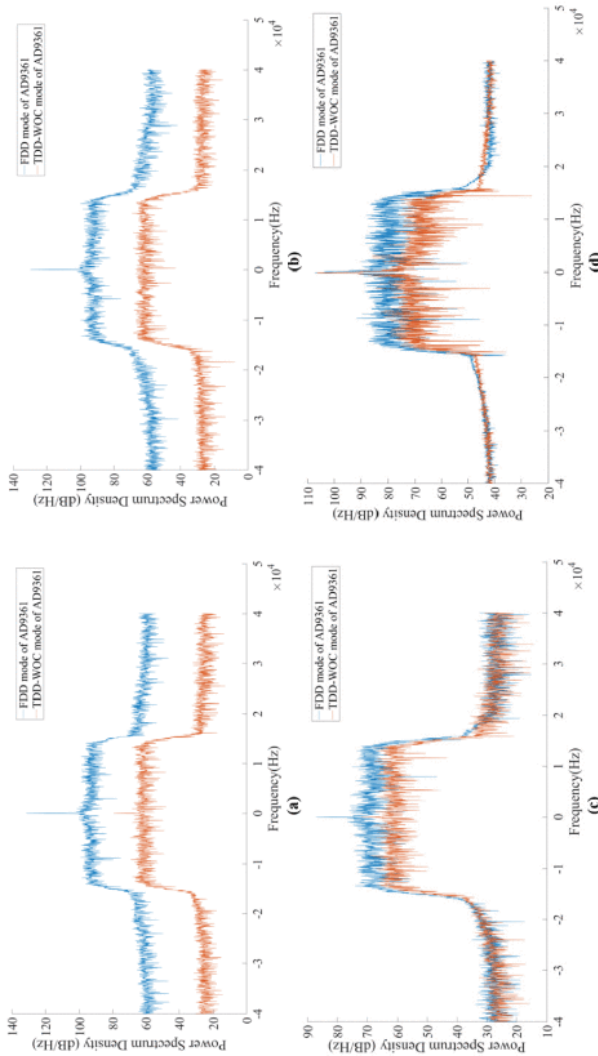 140
120
100
80
60
40
20
0
Power Spectrum Density (dB/Hz)
FDD mode of AD9361
TDD-WOC mode of AD9361
-4 -3 -2 -1 0 1 2 3 4 5
×10⁴
Frequency(Hz)
(a)
140
120
100
80
60
40
20
0
Power Spectrum Density (dB/Hz)
FDD mode of AD9361
TDD-WOC mode of AD9361
-4 -3 -2 -1 0 1 2 3 4 5
×10⁴
Frequency(Hz)
(b)
90
80
70
60
50
40
30
20
10
Power Spectrum Density (dB/Hz)
FDD mode of AD9361
TDD-WOC mode of AD9361
-4 -3 -2 -1 0 1 2 3 4 5
×10⁴
Frequency(Hz)
(c)
110
100
90
80
70
60
50
40
30
20
Power Spectrum Density (dB/Hz)
FDD mode of AD9361
TDD-WOC mode of AD9361
-4 -3 -2 -1 0 1 2 3 4 5
×10⁴
Frequency(Hz)
(d)